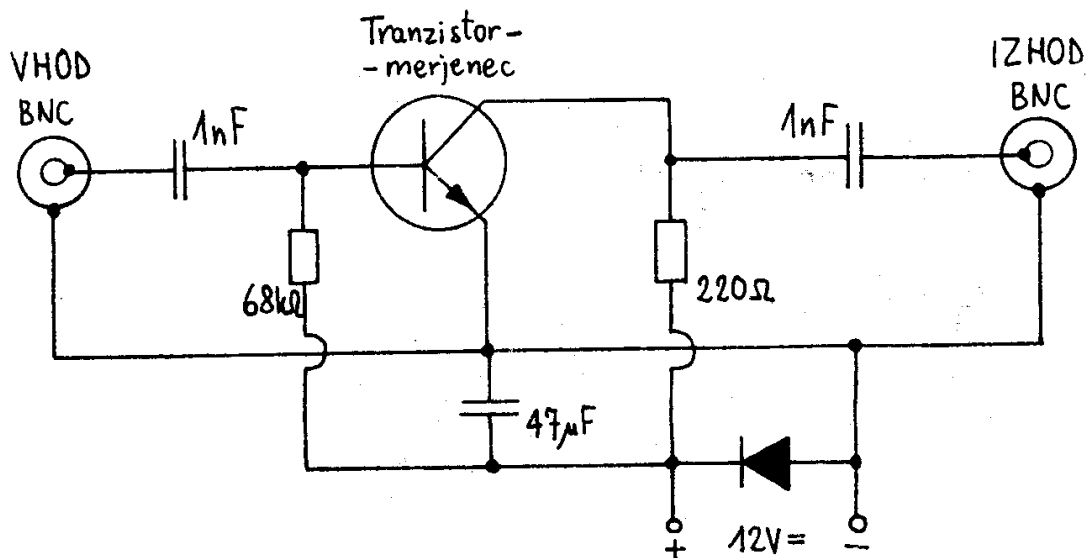 Tranzistor-
-merjenec
VHOD
BNC
IZHOD
BNC
1nF
1nF
68kΩ
220Ω
47µF
+ 12V= −